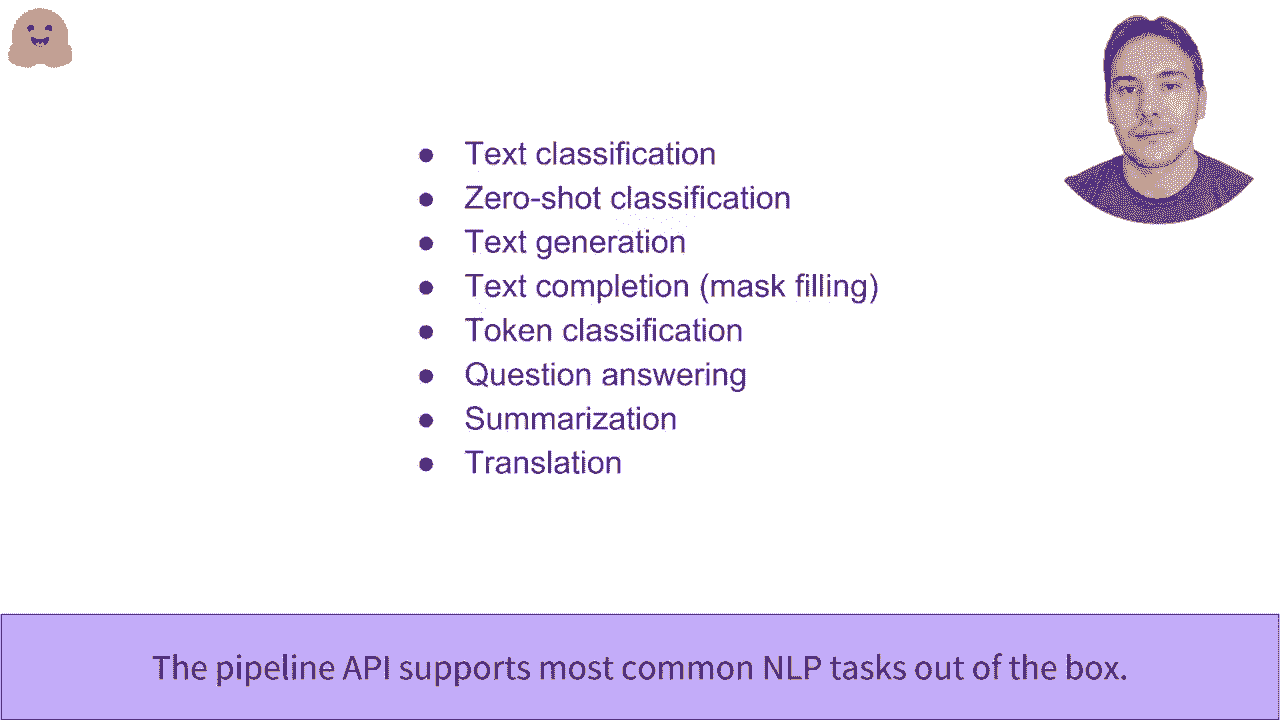 ● Text classification
● Zero-shot classification
● Text generation
● Text completion (mask filling)
● Token classification
● Question answering
● Summarization
● Translation
The pipeline API supports most common NLP tasks out of the box.